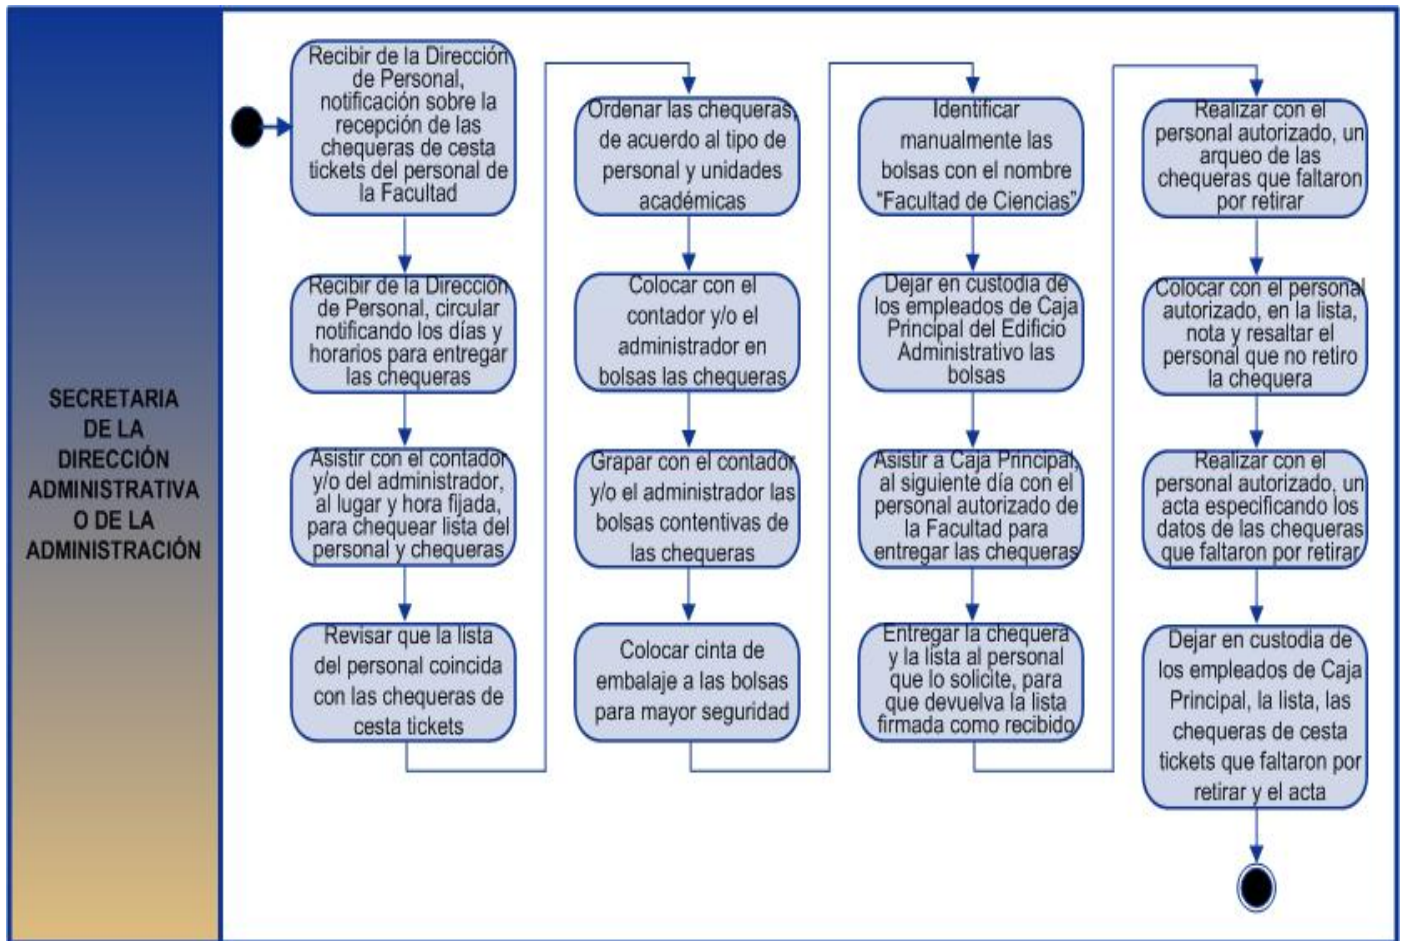 SECRETARIA
DE LA
DIRECCIÓN
ADMINISTRATIVA
O DE LA
ADMINISTRACIÓN
Recibir de la Dirección
de Personal,
notificación sobre la
recepción de las
chequeras de cesta
tickets del personal de
la Facultad
Recibir de la Dirección
de Personal, circular
notificando los días y
horarios para entregar
las chequeras
Asistir con el contador
y/o del administrador,
al lugar y hora fijada,
para chequear lista del
personal y chequeras
Revisar que la lista
del personal coincida
con las chequeras de
cesta tickets
Ordenar las chequeras,
de acuerdo al tipo de
personal y unidades
académicas
Colocar con el
contador y/o el
administrador en
bolsas las chequeras
Grapar con el contador
y/o el administrador las
bolsas contentivas de
las chequeras
Colocar cinta de
embalaje a las bolsas
para mayor seguridad
Identificar
manualmente las
bolsas con el nombre
"Facultad de Ciencias"
Dejar en custodia de
los empleados de Caja
Principal del Edificio
Administrativo las
bolsas
Asistir a Caja Principal,
al siguiente día con el
personal autorizado de
la Facultad para
entregar las chequeras
Entregar la chequera
y la lista al personal
que lo solicite, para
que devuelva la lista
firmada como recibido
Realizar con el
personal autorizado, un
arqueo de las
chequeras que faltaron
por retirar
Colocar con el personal
autorizado, en la lista,
nota y resaltar el
personal que no retiro
la chequera
Realizar con el
personal autorizado, un
acta especificando los
datos de las chequeras
que faltaron por retirar
Dejar en custodia de
los empleados de Caja
Principal, la lista, las
chequeras de cesta
tickets que faltaron por
retirar y el acta